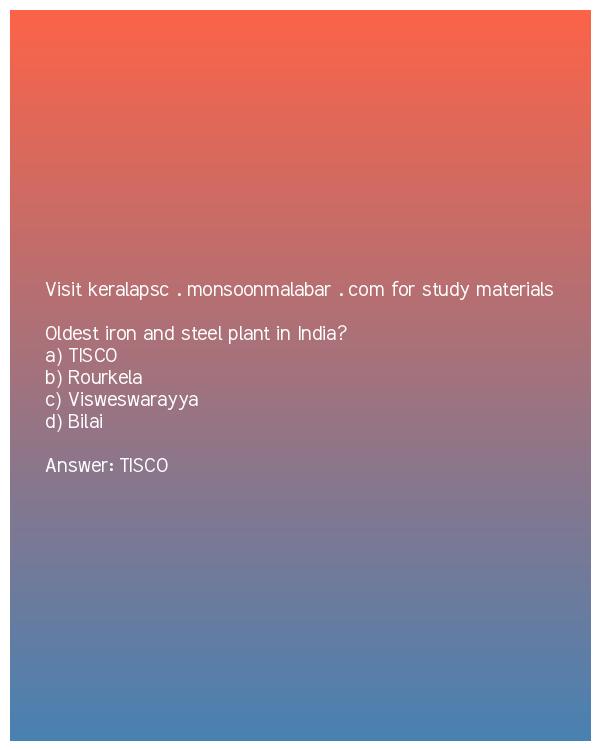 Visit keralapsc . monsoonmalabar . com for study materials
Oldest iron and steel plant in India?
a) TISCO
b) Rourkela
c) Visweswarayya
d) Bilai
Answer: TISCO